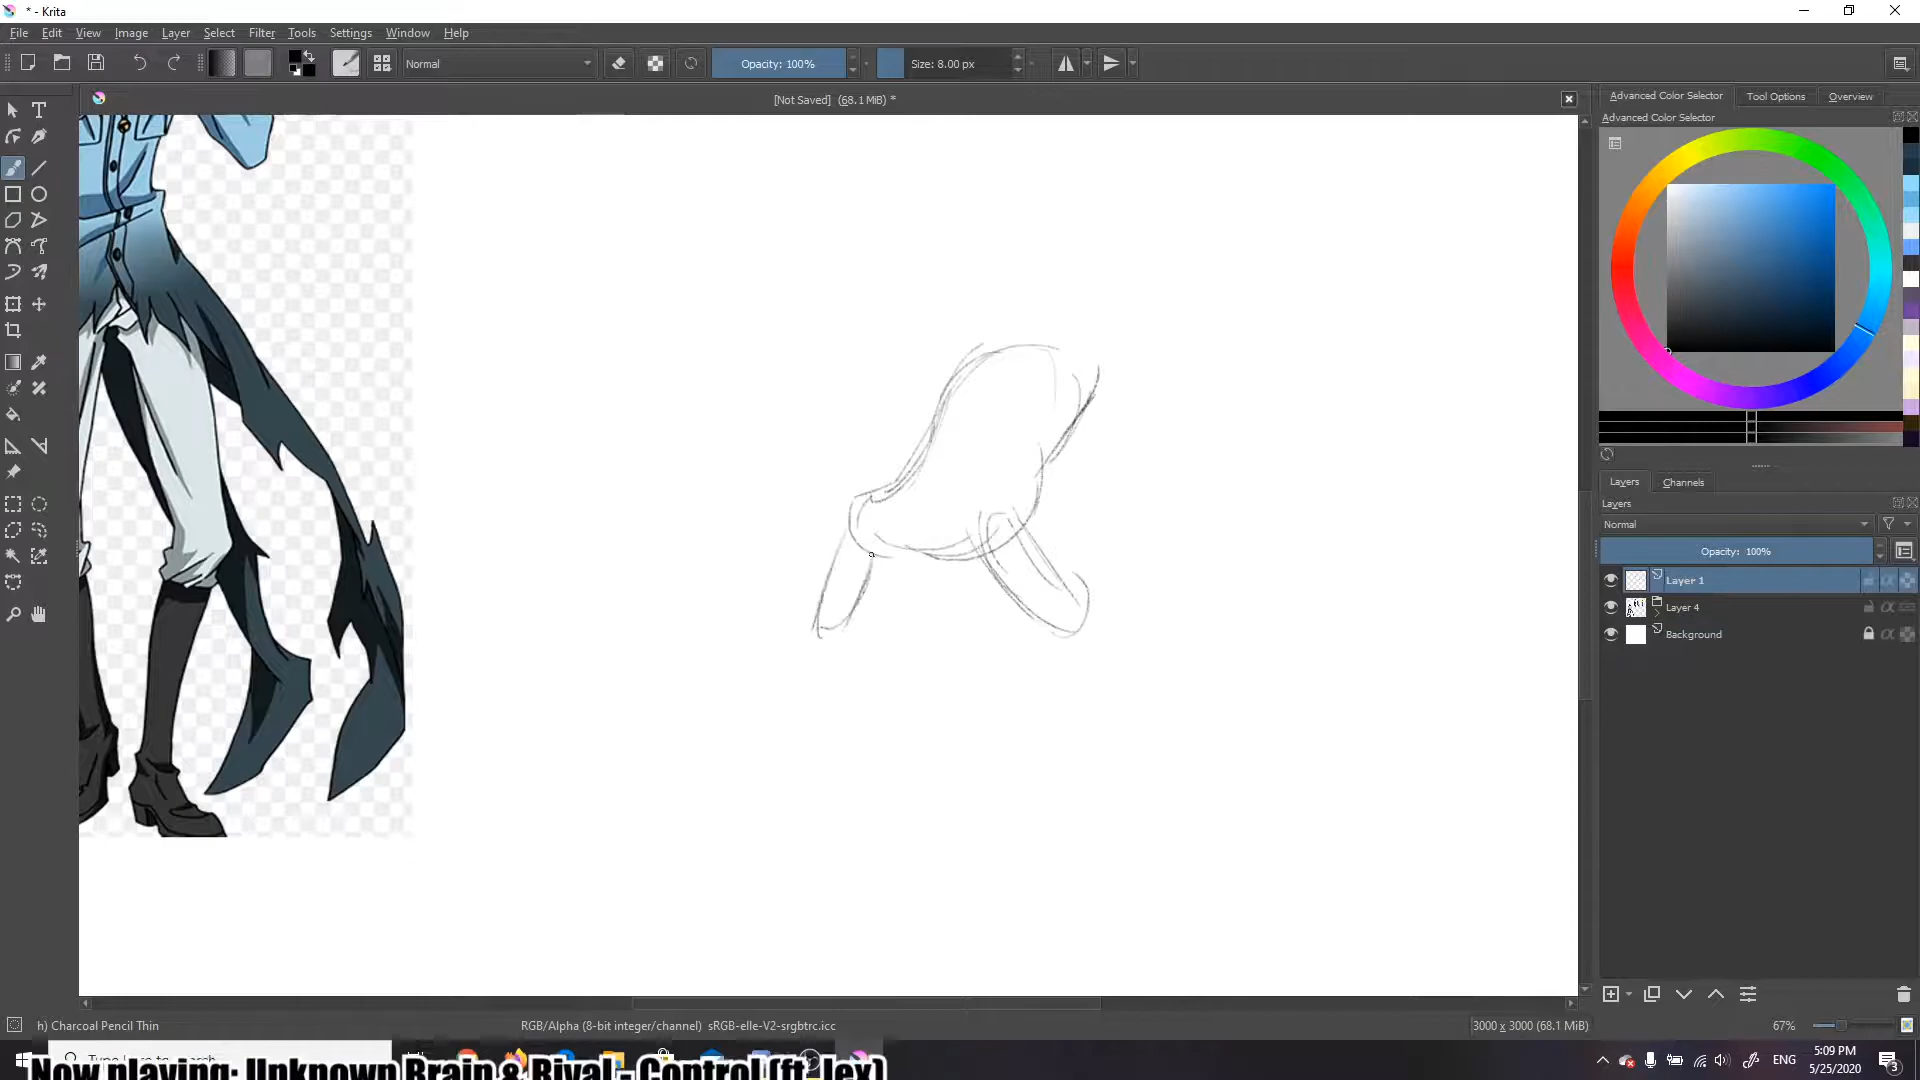 * - Krita
File Edit View Image Layer Select Filter Tools Settings Window Help
Normal Opacity: 100% Size: 8.00 px
[Not Saved] (68.1 MiB) *
Advanced Color Selector Tool Options Overview
Advanced Color Selector
Layers Channels
Layers
Normal
Opacity: 100%
Layer 1
Layer 4
Background
h) Charcoal Pencil Thin RGB/Alpha (8-bit integer/channel) sRGB-elle-V2-srgbtrc.icc 3000 x 3000 (68.1 MiB) 67%
Type here to search
ENG 5:09 PM
5/25/2020 3
Now playing: Unknown Brain & Rival - Control (ft. Jex)